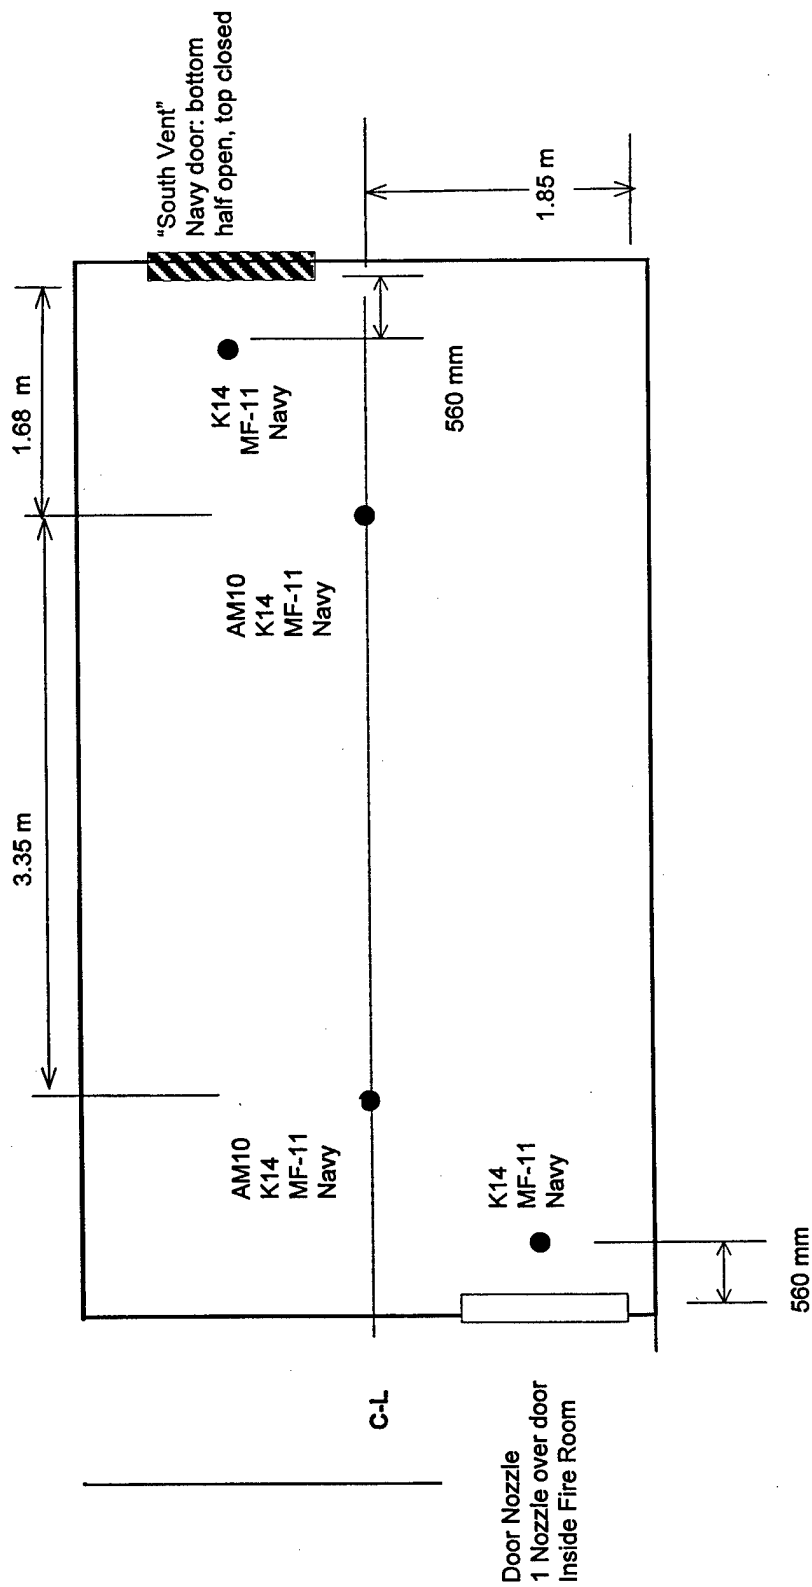 "South Vent"
Navy door: bottom
half open, top closed
1.68 m
1.85 m
K14
MF-11
Navy
560 mm
AM10
K14
MF-11
Navy
3.35 m
AM10
K14
MF-11
Navy
K14
MF-11
Navy
560 mm
C-L
Door Nozzle
1 Nozzle over door
Inside Fire Room